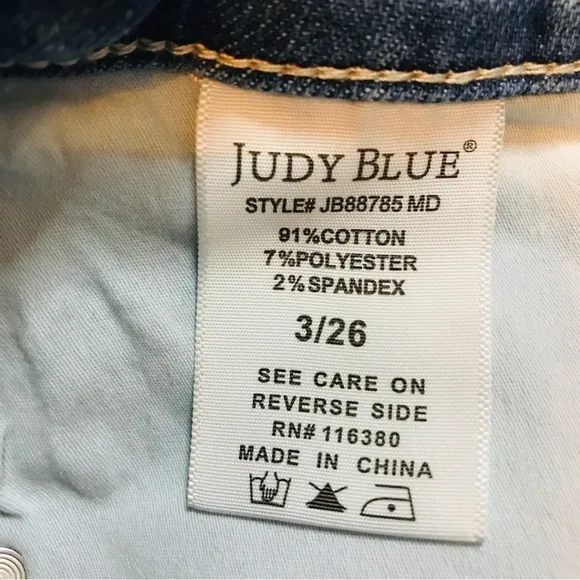 JUDY BLUE®
STYLE# JB88785 MD
91%COTTON
7%POLYESTER
2%SPANDEX
3/26
SEE CARE ON
REVERSE SIDE
RN# 116380
MADE IN CHINA